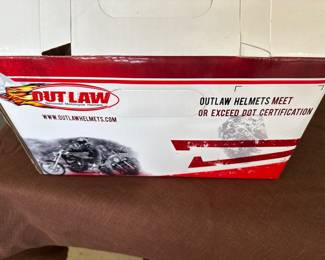 OUTLAW
WWW.OUTLAWHELMETS.COM
OUTLAW HELMETS MEET
OR EXCEED DOT CERTIFICATION